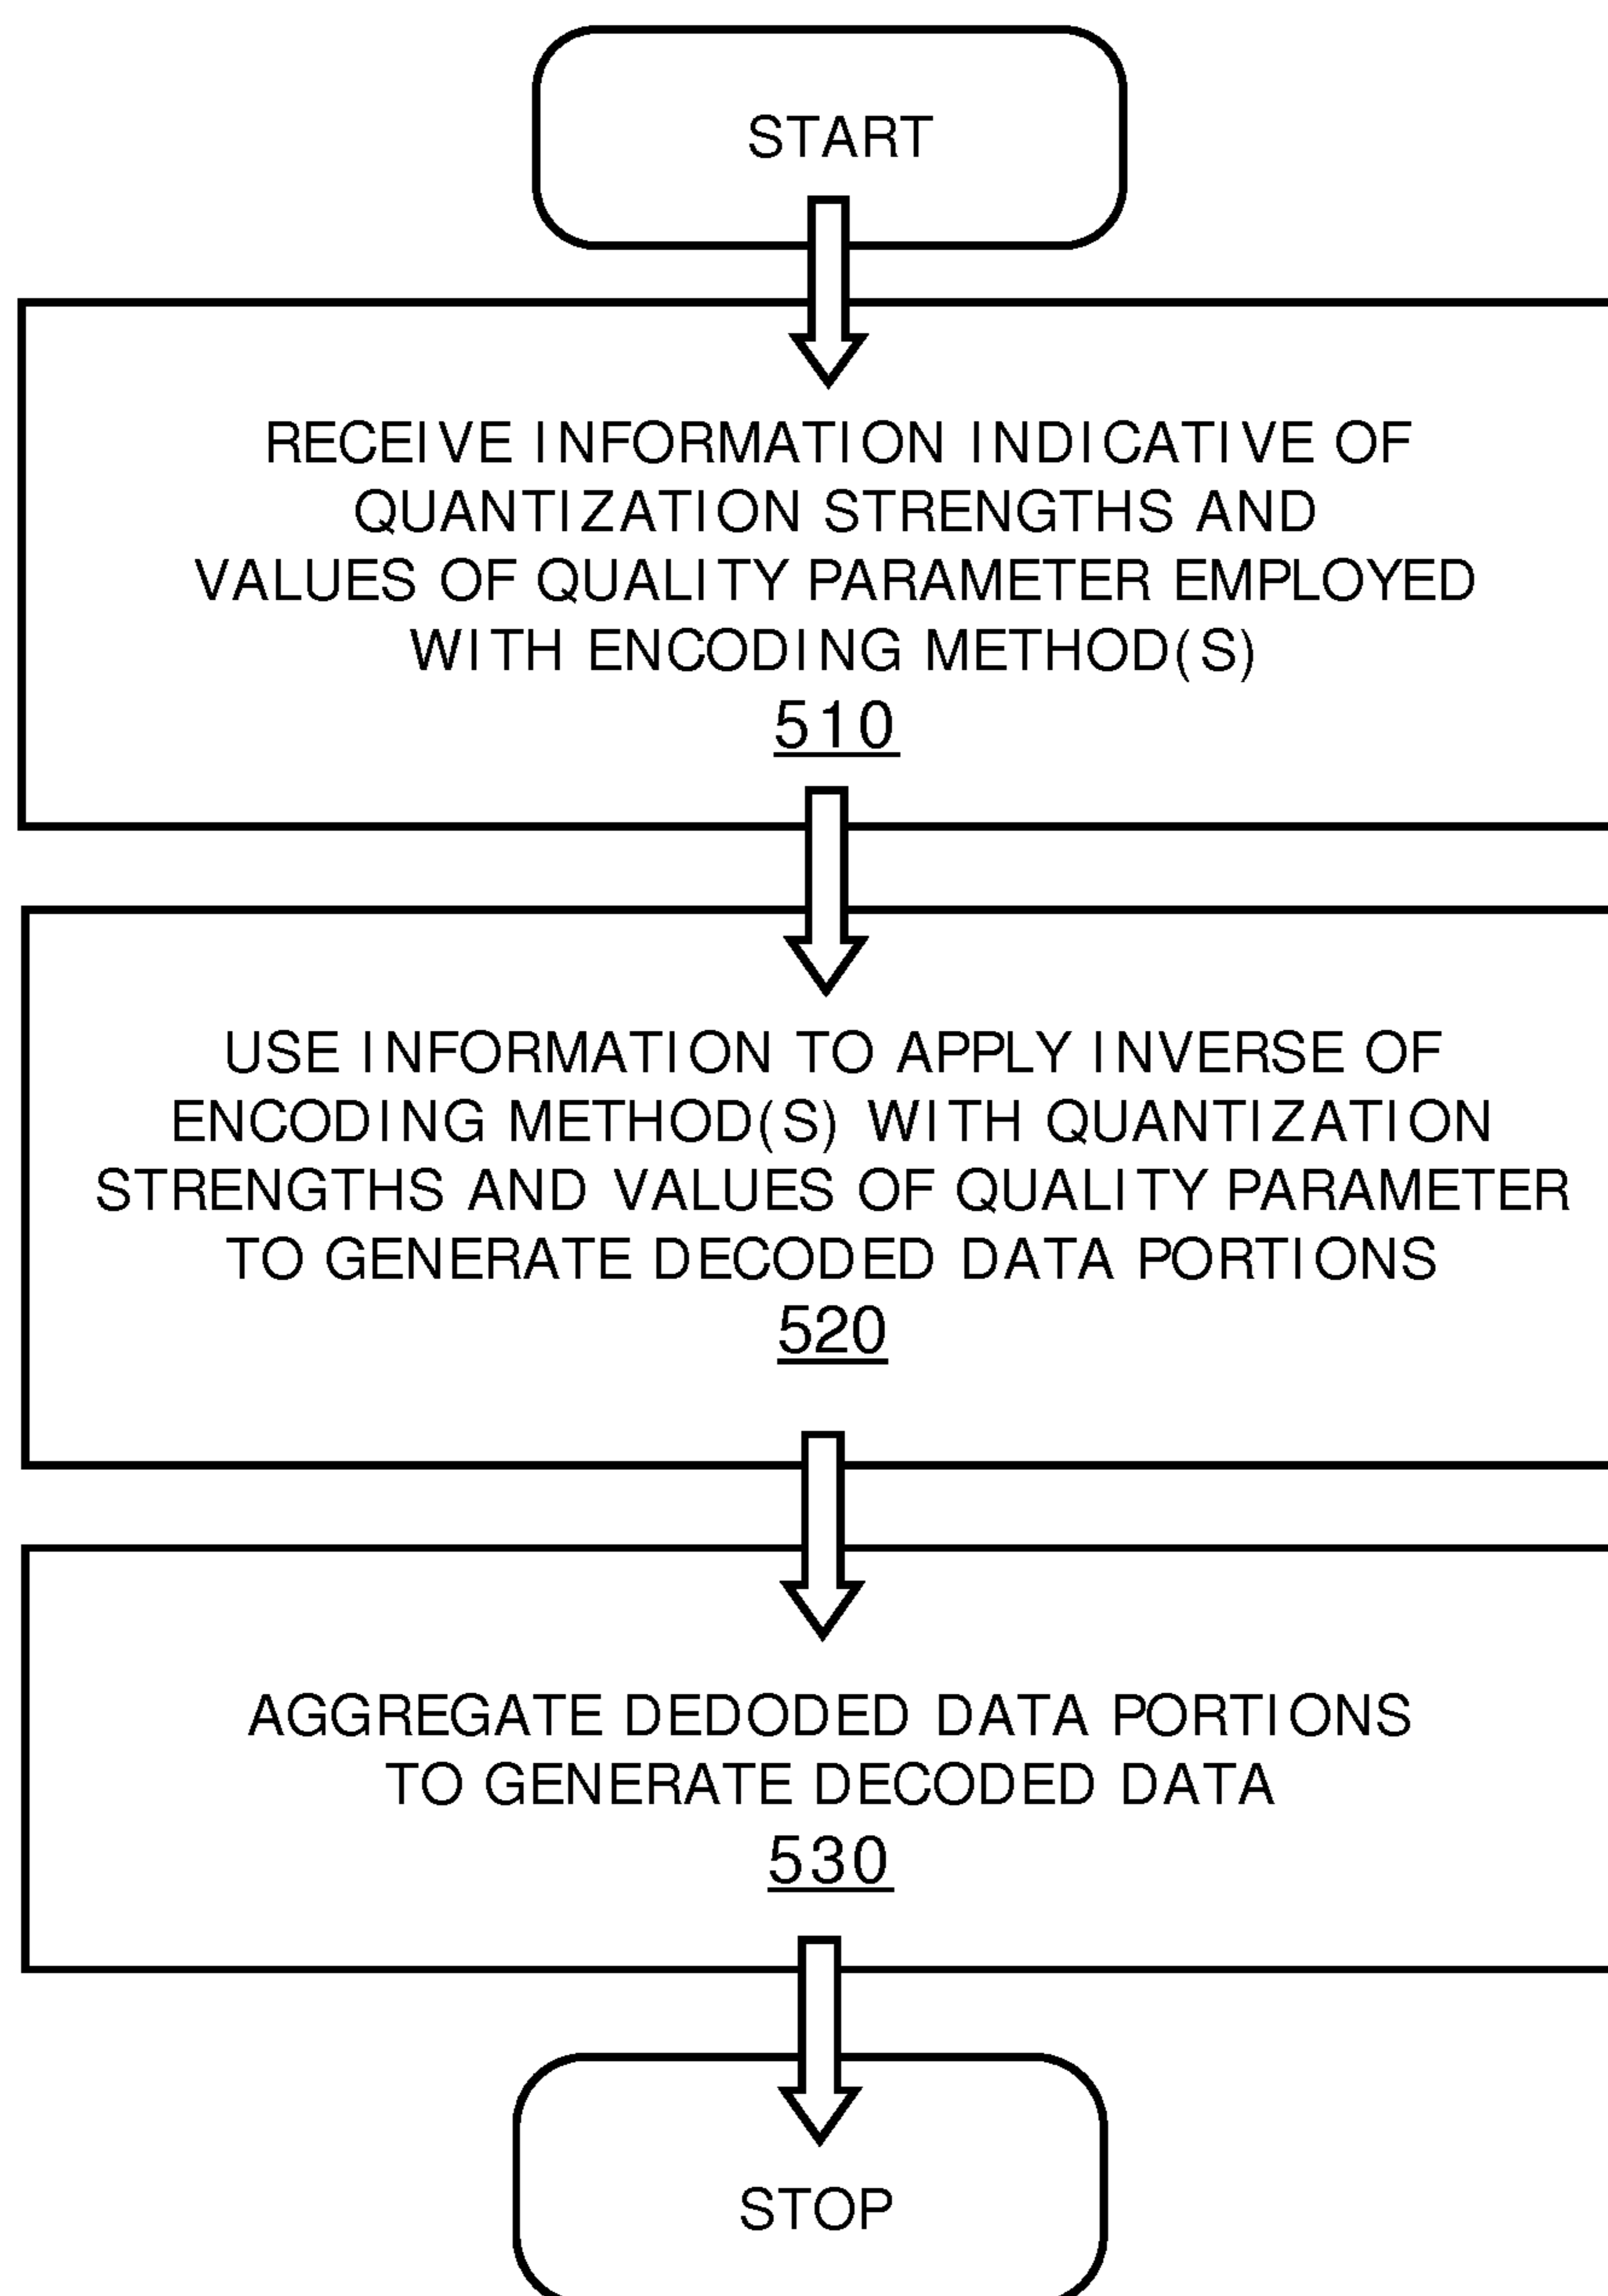 START
RECEIVE INFORMATION INDICATIVE OF
QUANTIZATION STRENGTHS AND
VALUES OF QUALITY PARAMETER EMPLOYED
WITH ENCODING METHOD(S)
510
USE INFORMATION TO APPLY INVERSE OF
ENCODING METHOD(S) WITH QUANTIZATION
STRENGTHS AND VALUES OF QUALITY PARAMETER
TO GENERATE DECODED DATA PORTIONS
520
AGGREGATE DEDODED DATA PORTIONS
TO GENERATE DECODED DATA
530
STOP